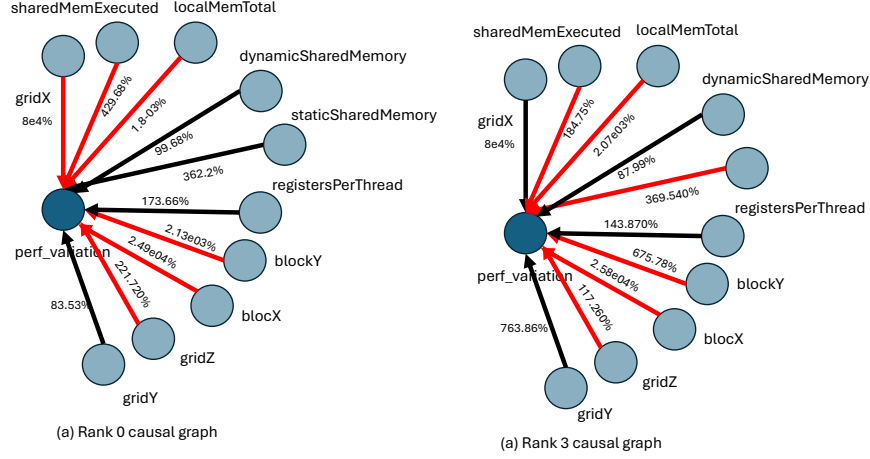 sharedMemExecuted
localMemTotal
dynamicSharedMemory
staticSharedMemory
gridX
8e4%
429.68%
1.8-03%
99.68%
362.2%
registersPerThread
173.66%
2.13e03%
blockY
perf_variation
2.49e04%
221.720%
blocX
83.53%
gridZ
gridY
(a) Rank 0 causal graph
sharedMemExecuted
localMemTotal
dynamicSharedMemory
gridX
8e4%
184.75%
2.07e03%
87.99%
369.540%
registersPerThread
143.870%
675.78%
blockY
perf_variation
2.58e04%
117.260%
blocX
763.86%
gridZ
gridY
(a) Rank 3 causal graph